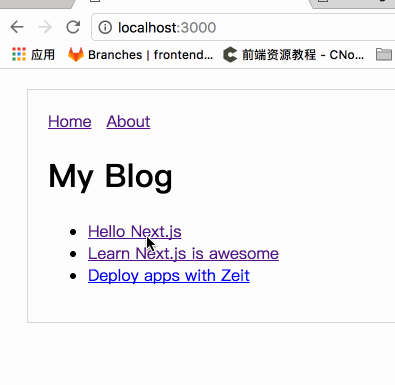 localhost:3000
应用 Branches | frontend… 前端资源教程 - CNo…
Home About
My Blog
Hello Next.js
Learn Next.js is awesome
Deploy apps with Zeit